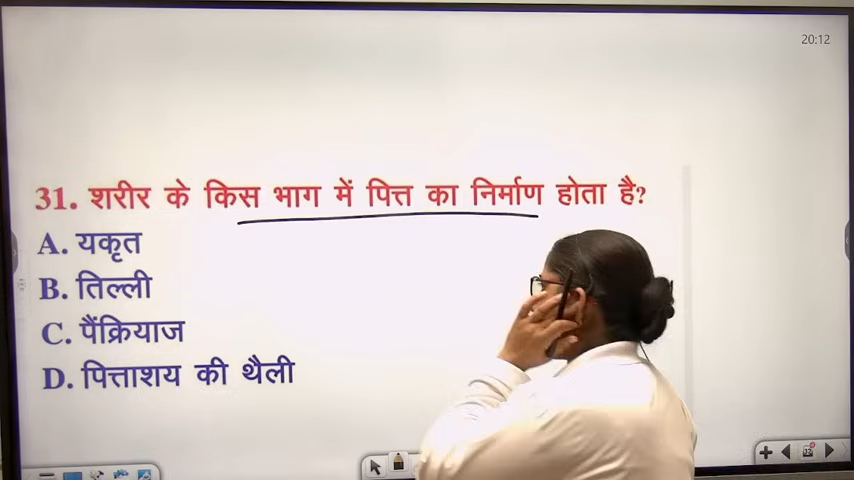 20:12
31. शरीर के किस भाग में पित्त का निर्माण होता है?
A. यकृत
B. तिल्ली
C. पैंक्रियाज
D. पित्ताशय की थैली